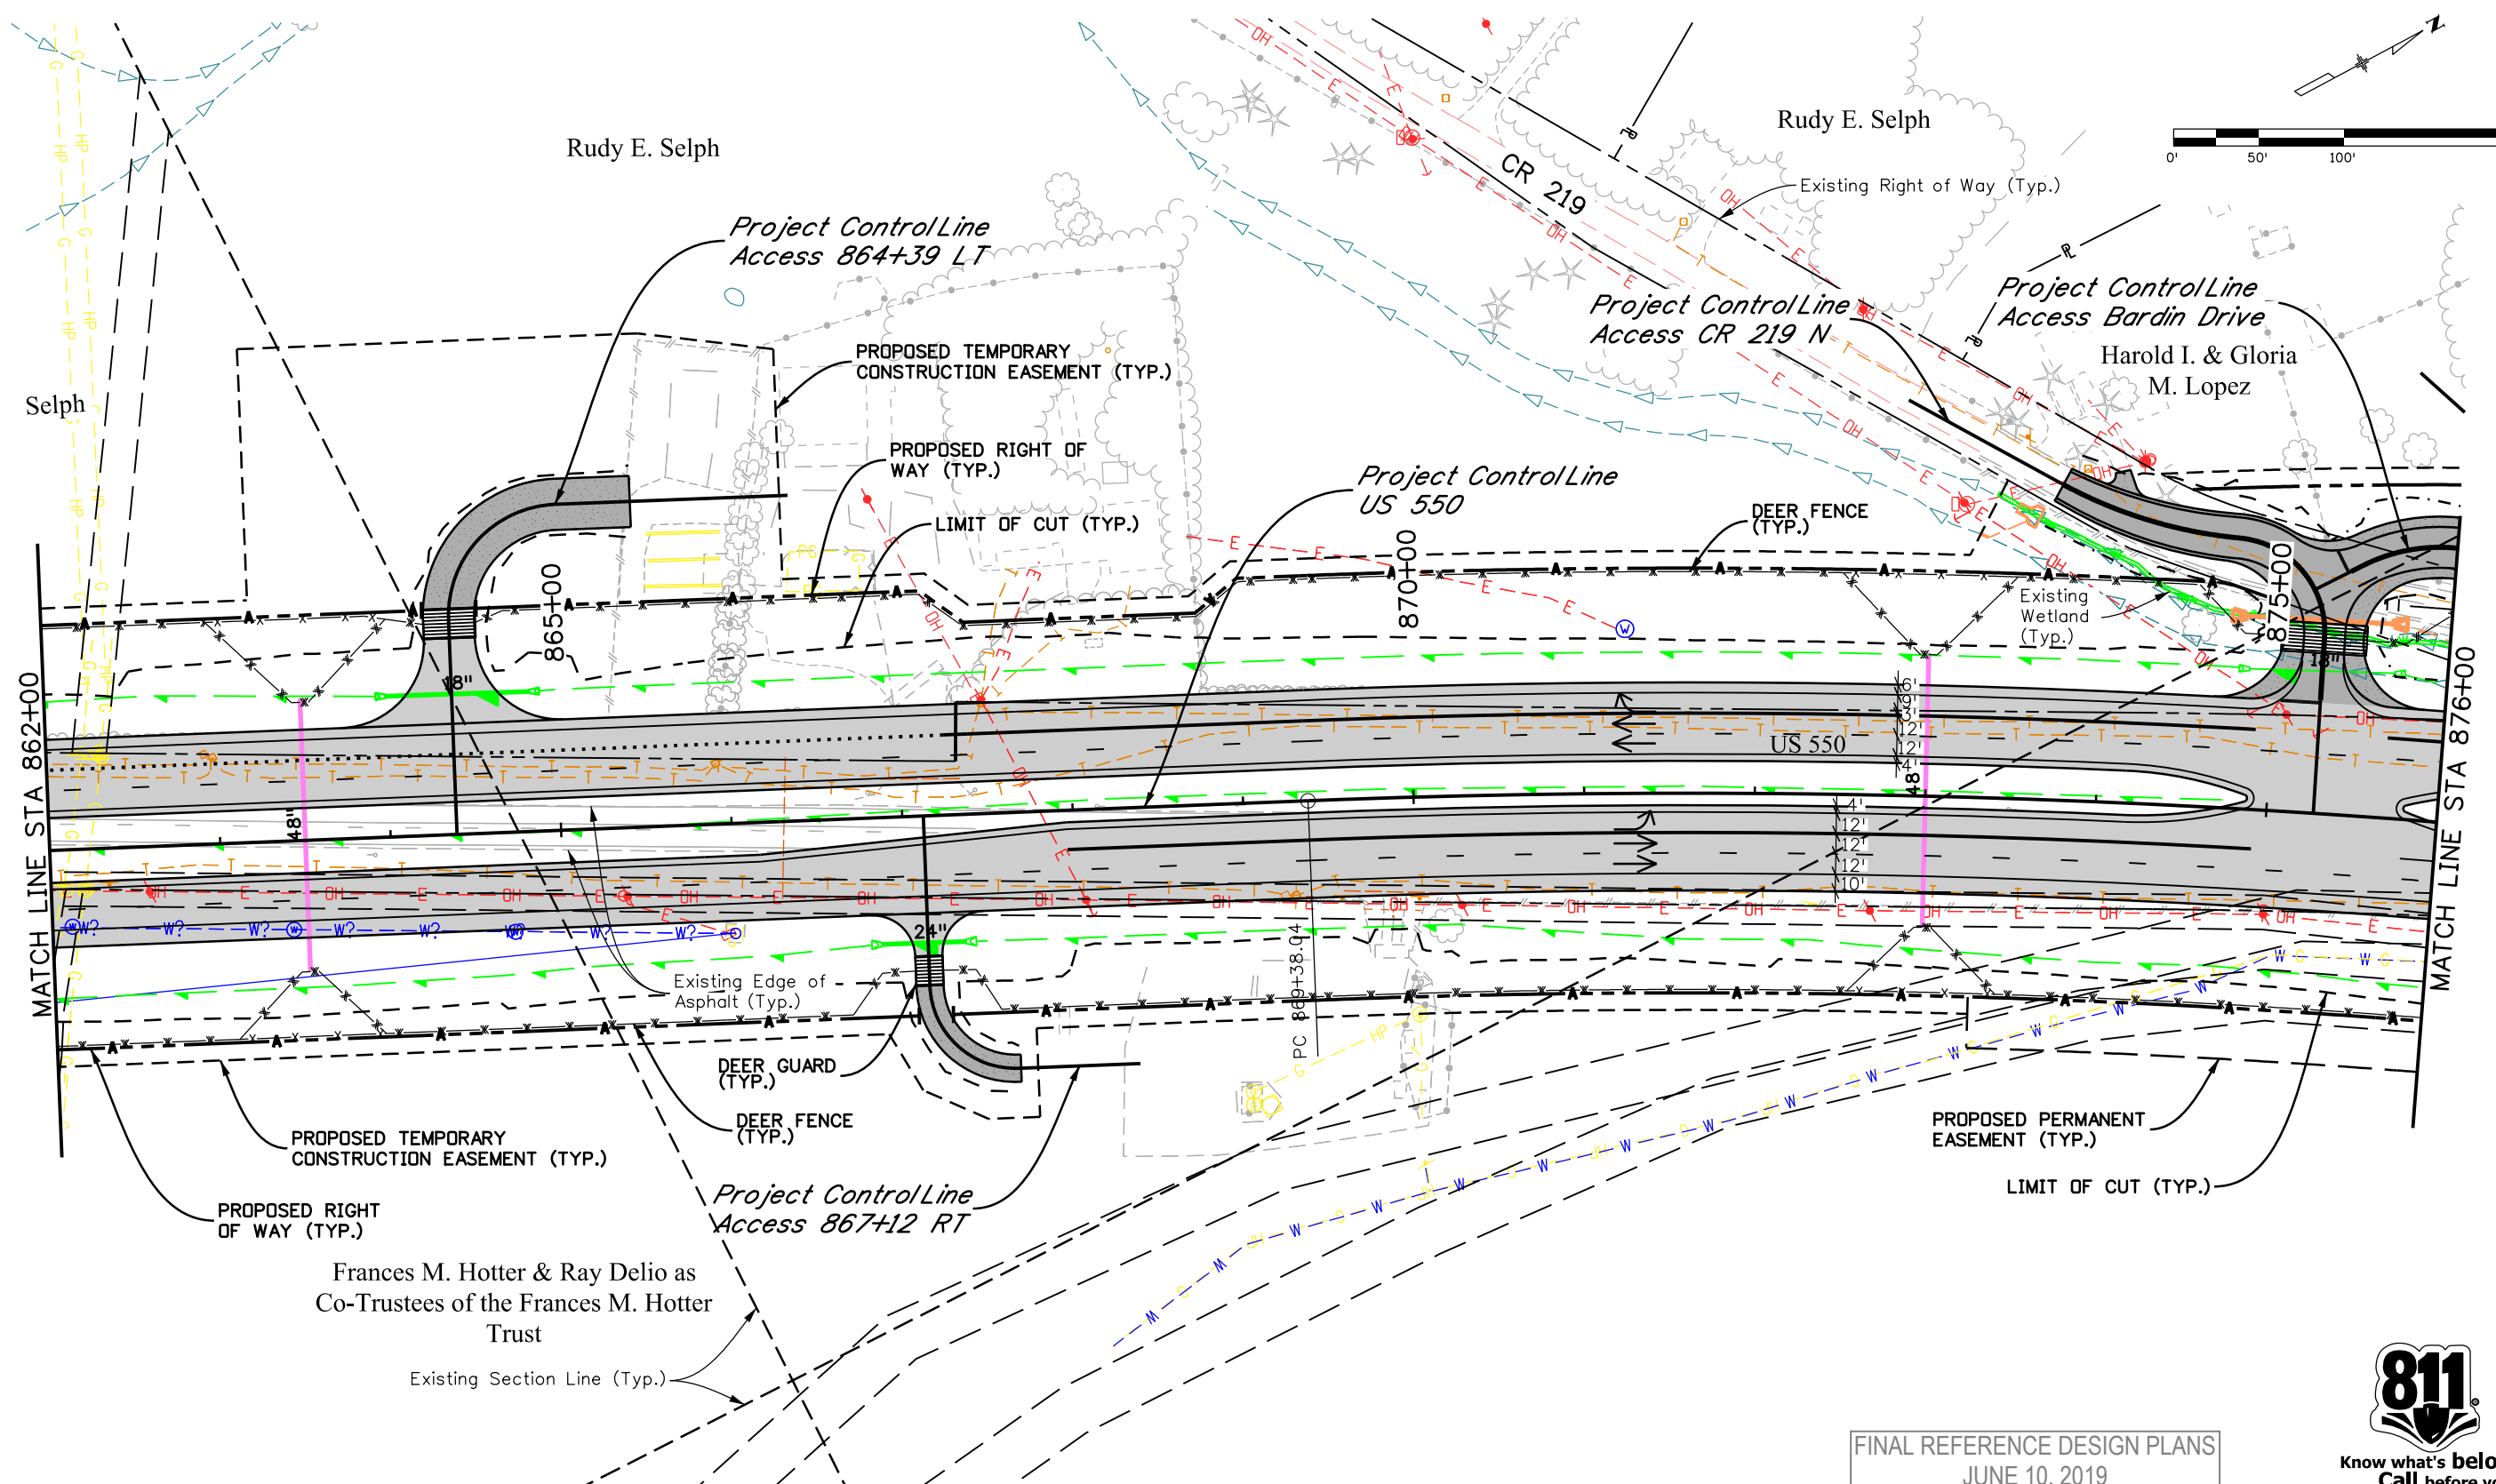 N
0'
50'
100'
Rudy E. Selph
Rudy E. Selph
CR 219
Existing Right of Way (Typ.)
Project Control Line
Access 864+39 LT
Project Control Line
Access CR 219 N
Project Control Line
Access Bardin Drive
Harold I. & Gloria
M. Lopez
PROPOSED TEMPORARY
CONSTRUCTION EASEMENT (TYP.)
Selph
PROPOSED RIGHT OF
WAY (TYP.)
Project Control Line
US 550
LIMIT OF CUT (TYP.)
DEER FENCE
(TYP.)
865+00
870+00
875+00
Existing
Wetland
(Typ.)
18"
18"
MATCH LINE STA 862+00
MATCH LINE STA 876+00
US 550
6'
12'
12'
4'
48"
48"
4'
12'
12'
12'
10'
24"
PC 869+38.04
Existing Edge of
Asphalt (Typ.)
DEER GUARD
(TYP.)
DEER FENCE
(TYP.)
PROPOSED TEMPORARY
CONSTRUCTION EASEMENT (TYP.)
PROPOSED PERMANENT
EASEMENT (TYP.)
LIMIT OF CUT (TYP.)
PROPOSED RIGHT
OF WAY (TYP.)
Project Control Line
Access 867+12 RT
Frances M. Hotter & Ray Delio as
Co-Trustees of the Frances M. Hotter
Trust
Existing Section Line (Typ.)
FINAL REFERENCE DESIGN PLANS
JUNE 10, 2019
811
Know what's
Call before